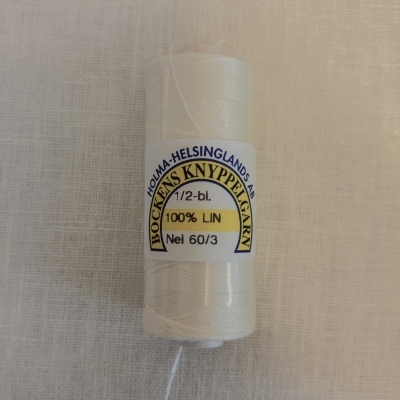 HOLMA-HELSINGLANDS AB
BOCKENS KNYPPELGARN
1/2-bl.
100% LIN
Nel 60/3